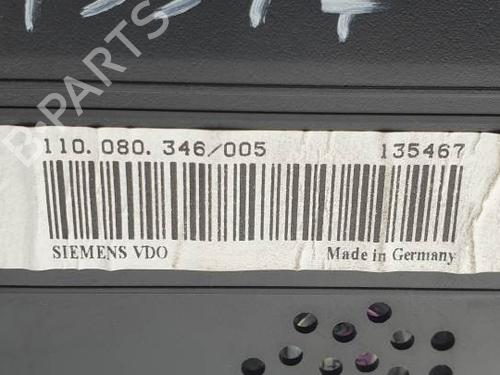 B-PARTS
110.080.346/005 135467
SIEMENS VDO Made in Germany